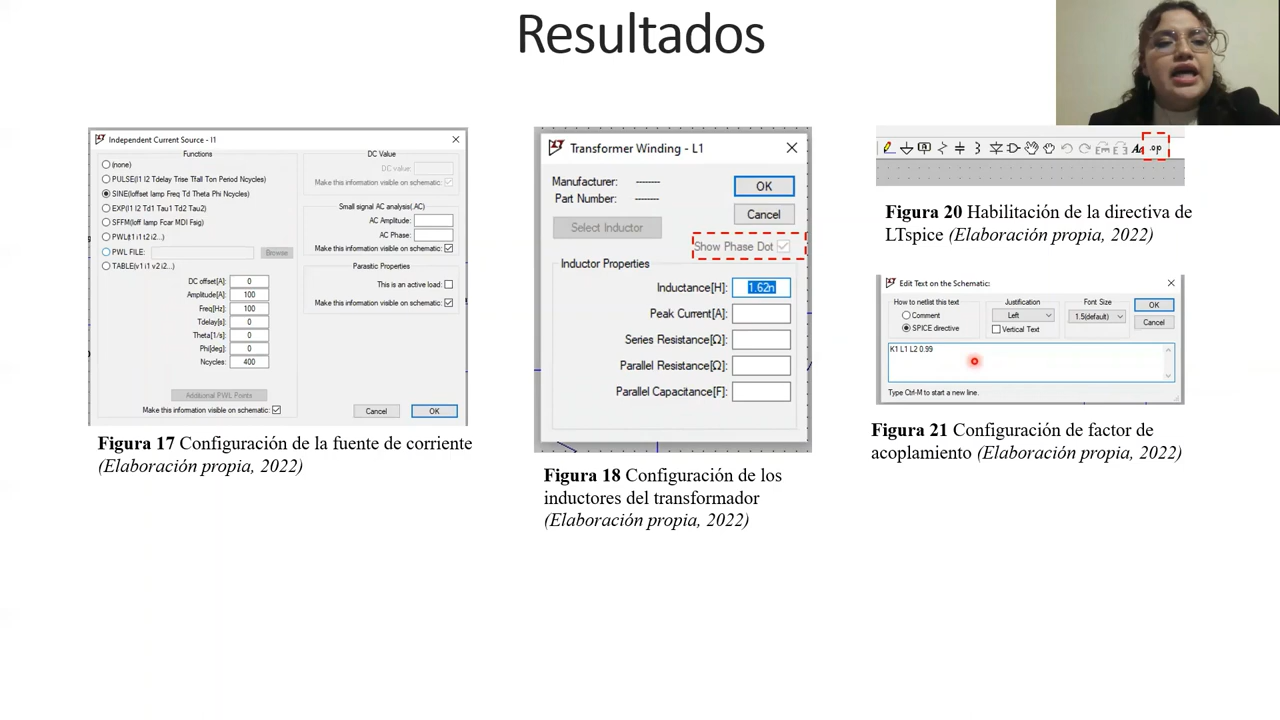 Resultados
Independent Current Source - I1
Functions
(none)
PULSE(I1 I2 Tdelay Trise Tfall Ton Period Ncycles)
SINE(Ioffset Iamp Freq Td Theta Phi Ncycles)
EXP(I1 I2 Td1 Tau1 Td2 Tau2)
SFFM(Ioff Iamp Fcar MDI Fsig)
PWL(t1 i1 t2 i2...)
PWL FILE:
Browse
TABLE(v1 i1 v2 i2...)
DC offset[A]: 0
Amplitude[A]: 100
Freq[Hz]: 100
Tdelay[s]: 0
Theta[1/s]: 0
Phi[deg]: 0
Ncycles: 400
Additional PWL Points
Make this information visible on schematic:
DC Value
DC value:
Make this information visible on schematic:
Small signal AC analysis(.AC)
AC Amplitude:
AC Phase:
Make this information visible on schematic:
Parasitic Properties
This is an active load:
Make this information visible on schematic:
Cancel
OK
Figura 17 Configuración de la fuente de corriente
(Elaboración propia, 2022)
Transformer Winding - L1
Manufacturer: --------
Part Number: --------
OK
Cancel
Select Inductor
Show Phase Dot
Inductor Properties
Inductance[H]: 1.62n
Peak Current[A]:
Series Resistance[Ω]:
Parallel Resistance[Ω]:
Parallel Capacitance[F]:
Figura 18 Configuración de los
inductores del transformador
(Elaboración propia, 2022)
Aa .op
Figura 20 Habilitación de la directiva de
LTspice (Elaboración propia, 2022)
Edit Text on the Schematic:
How to netlist this text
Comment
SPICE directive
Justification
Left
Vertical Text
Font Size
1.5(default)
OK
Cancel
K1 L1 L2 0.99
Type Ctrl-M to start a new line.
Figura 21 Configuración de factor de
acoplamiento (Elaboración propia, 2022)